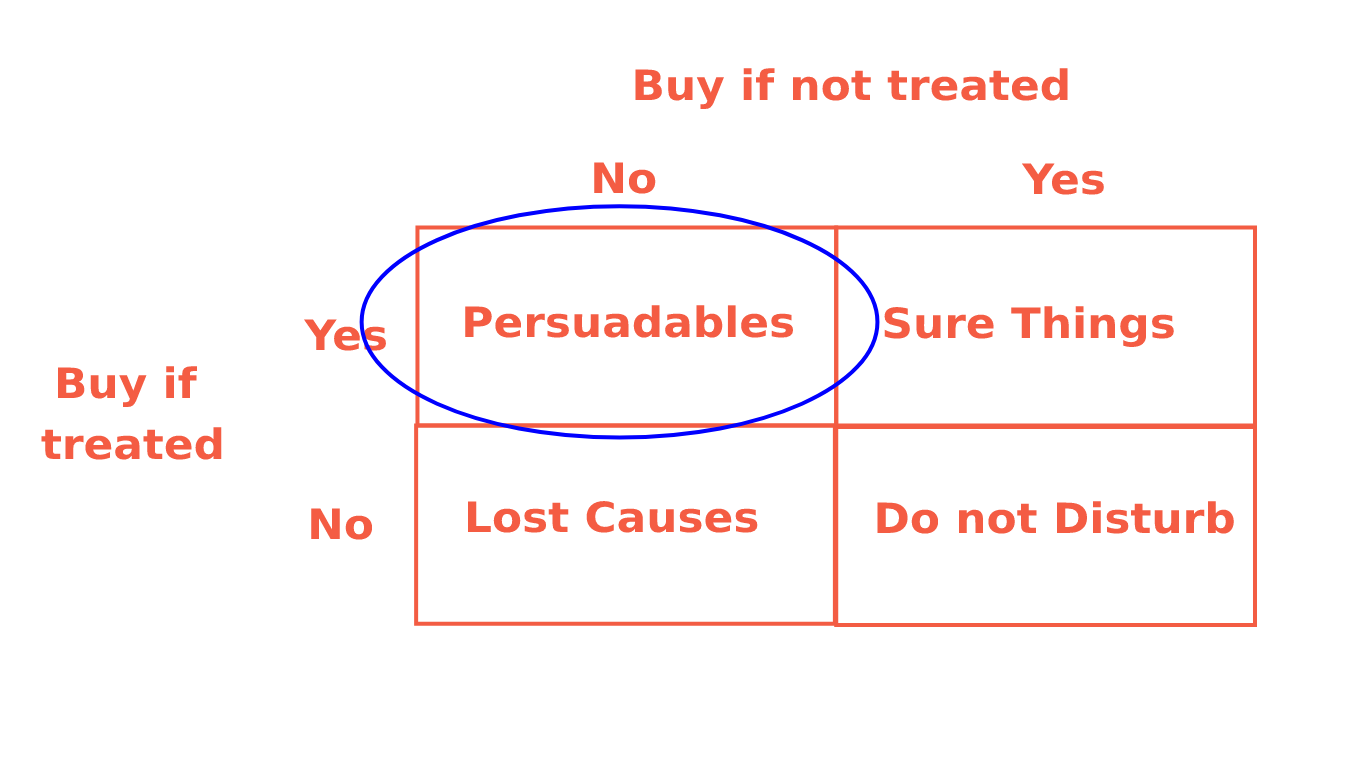 Buy if not treated
No
Yes
Yes
Persuadables
Sure Things
Buy if
treated
No
Lost Causes
Do not Disturb